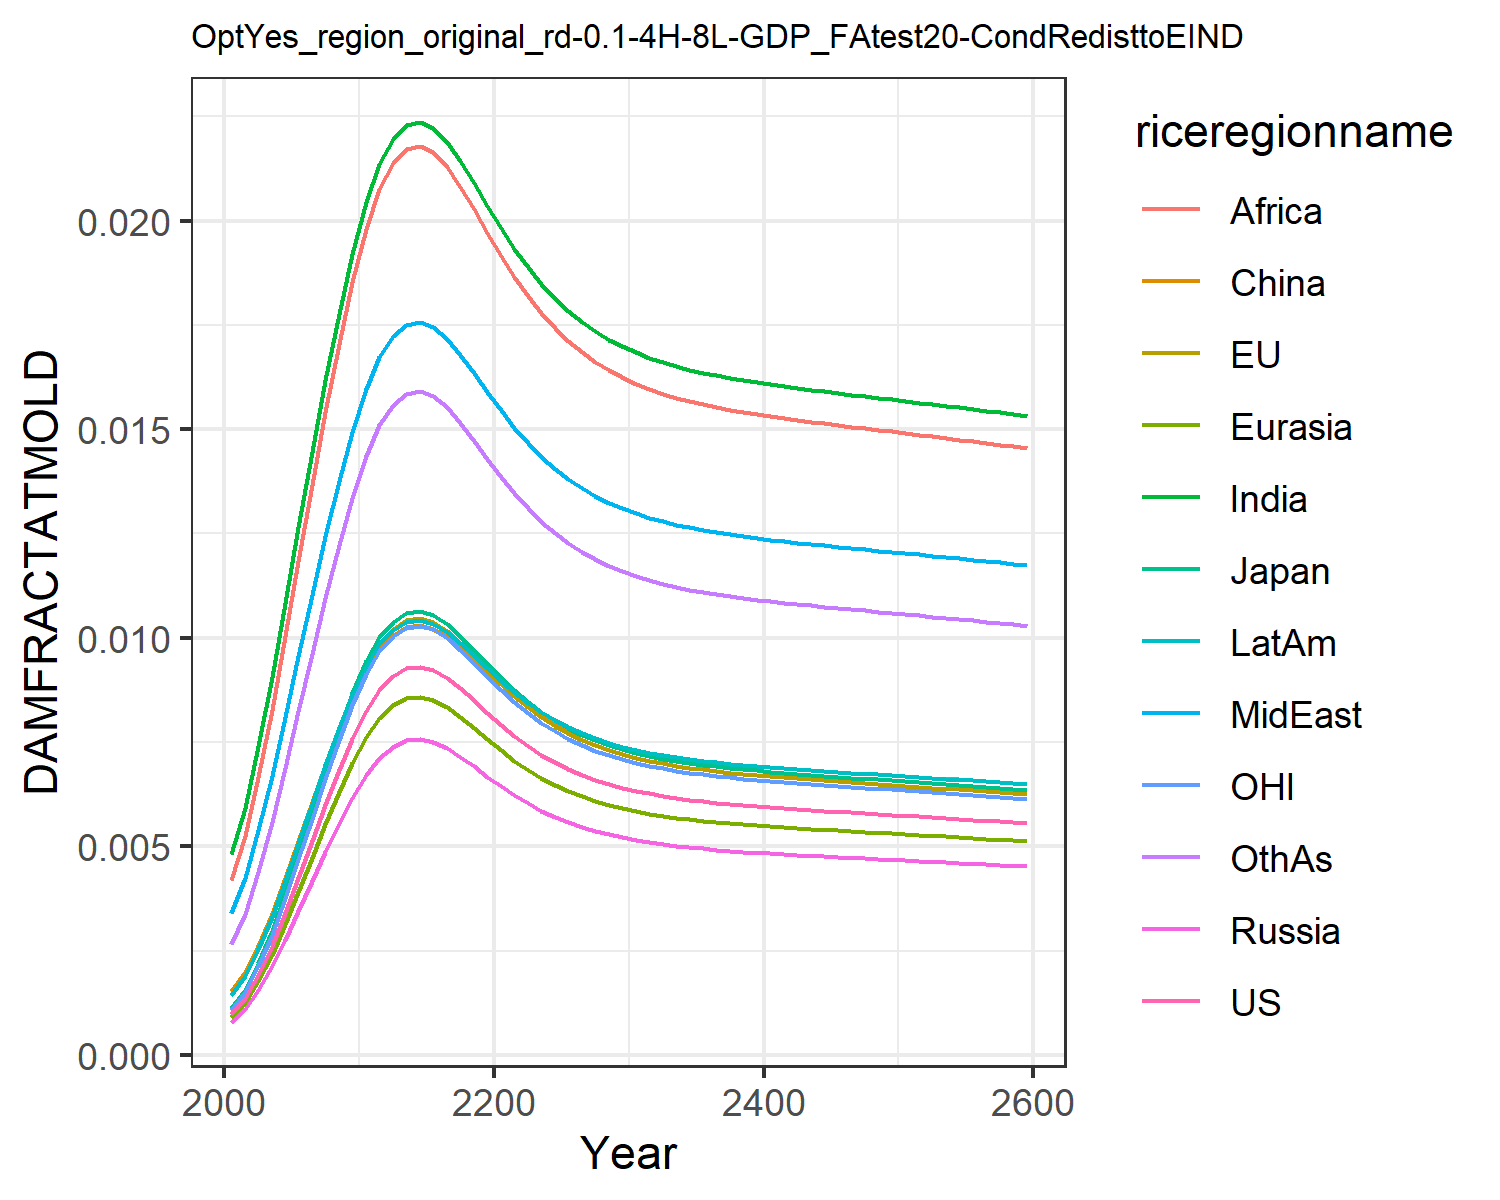 OptYes_region_original_rd-0.1-4H-8L-GDP_FAtest20-CondRedisttoEIND
DAMFRACTATMOLD
0.020
0.015
0.010
0.005
0.000
2000 2200 2400 2600
Year
riceregionname
Africa
China
EU
Eurasia
India
Japan
LatAm
MidEast
OHI
OthAs
Russia
US